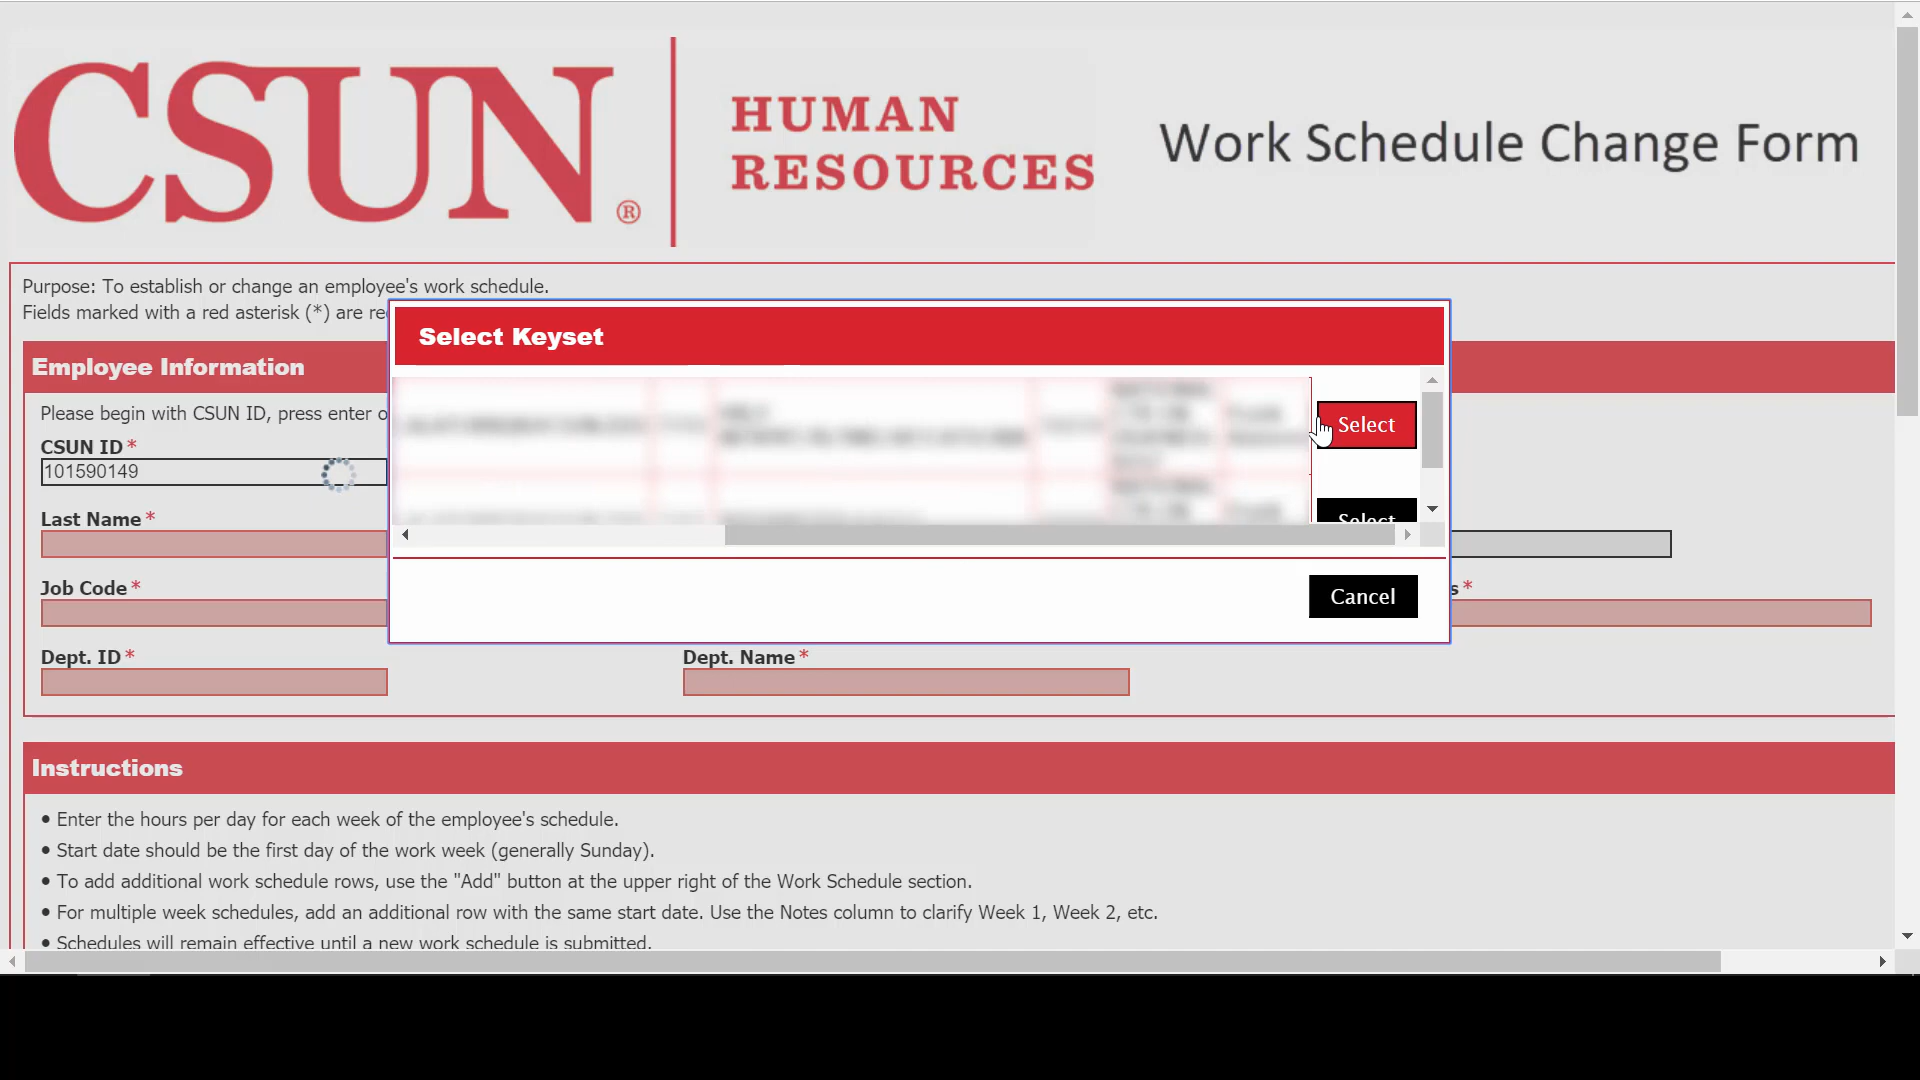 CSUN®
HUMAN
RESOURCES
Work Schedule Change Form
Purpose: To establish or change an employee's work schedule.
Fields marked with a red asterisk (*) are
Select Keyset
Employee Information
Please begin with CSUN ID, press enter
Select
CSUN ID*
101590149
Last Name*
Select
Job Code*
*
Cancel
Dept. ID*
Dept. Name*
Instructions
• Enter the hours per day for each week of the employee's schedule.
• Start date should be the first day of the work week (generally Sunday).
• To add additional work schedule rows, use the "Add" button at the upper right of the Work Schedule section.
• For multiple week schedules, add an additional row with the same start date. Use the Notes column to clarify Week 1, Week 2, etc.
• Schedules will remain effective until a new work schedule is submitted.